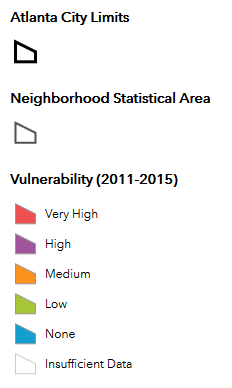 Atlanta City Limits
Neighborhood Statistical Area
Vulnerability (2011-2015)
Very High
High
Medium
Low
None
Insufficient Data